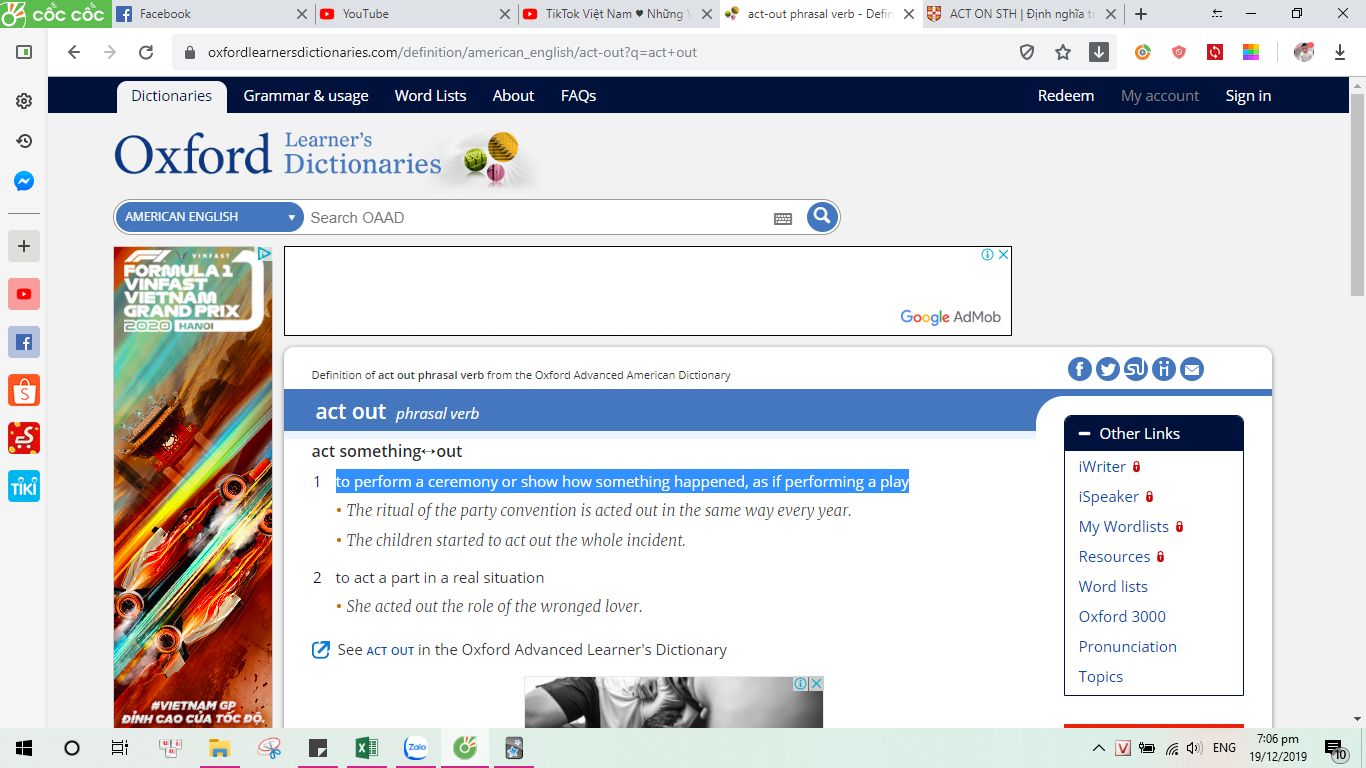 cốc cốc
Facebook
YouTube
TikTok Việt Nam ♥ Những V
act-out phrasal verb - Defin
ACT ON STH | Định nghĩa tr
oxfordlearnersdictionaries.com/definition/american_english/act-out?q=act+out
Dictionaries
Grammar & usage
Word Lists
About
FAQs
Redeem
My account
Sign in
Oxford Learner's Dictionaries
AMERICAN ENGLISH
Search OAAD
VINFAST
FORMULA 1
VINFAST
VIETNAM
GRAND PRIX
2020 HANOI
Google AdMob
Definition of act out phrasal verb from the Oxford Advanced American Dictionary
act out phrasal verb
act something↔out
1 to perform a ceremony or show how something happened, as if performing a play
• The ritual of the party convention is acted out in the same way every year.
• The children started to act out the whole incident.
2 to act a part in a real situation
• She acted out the role of the wronged lover.
See ACT OUT in the Oxford Advanced Learner's Dictionary
Other Links
iWriter
iSpeaker
My Wordlists
Resources
Word lists
Oxford 3000
Pronunciation
Topics
TIKI
#VIETNAM GP
ĐỈNH CAO CỦA TỐC ĐỘ.
Zalo
ENG
7:06 pm
19/12/2019
10